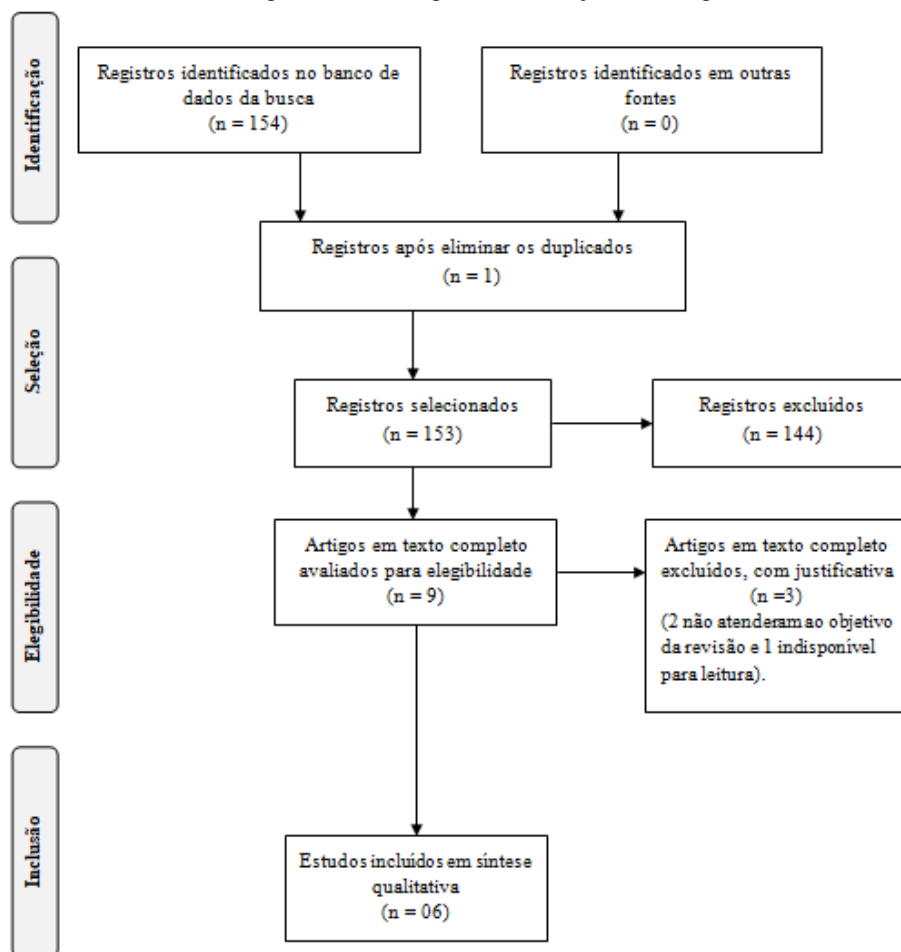 Identificação
Registros identificados no banco de
dados da busca
(n = 154)
Registros identificados em outras
fontes
(n = 0)
Registros após eliminar os duplicados
(n = 1)
Seleção
Registros selecionados
(n = 153)
Registros excluídos
(n = 144)
Elegibilidade
Artigos em texto completo
avaliados para elegibilidade
(n = 9)
Artigos em texto completo
excluídos, com justificativa
(n =3)
(2 não atenderam ao objetivo
da revisão e 1 indisponível
para leitura).
Inclusão
Estudos incluídos em síntese
qualitativa
(n = 06)